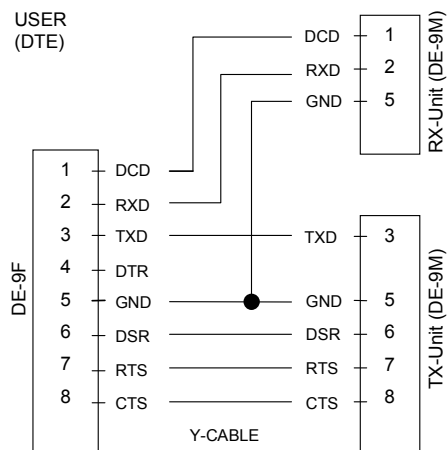 USER
(DTE)
DE-9F
1 DCD
2 RXD
3 TXD
4 DTR
5 GND
6 DSR
7 RTS
8 CTS
DCD 1
RXD 2
GND 5
RX-Unit (DE-9M)
TXD 3
GND 5
DSR 6
RTS 7
CTS 8
TX-Unit (DE-9M)
Y-CABLE